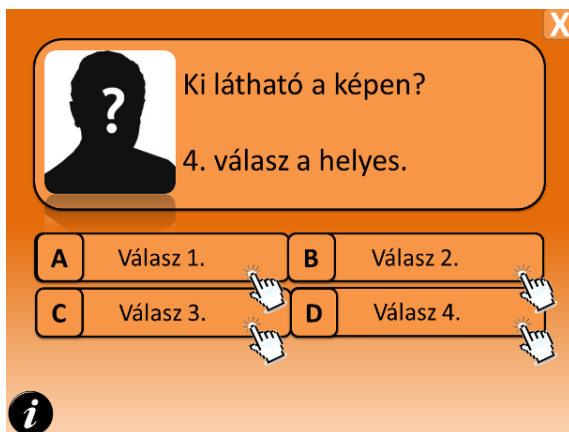 X
?
Ki látható a képen?
4. válasz a helyes.
A Válasz 1.
B Válasz 2.
C Válasz 3.
D Válasz 4.
i